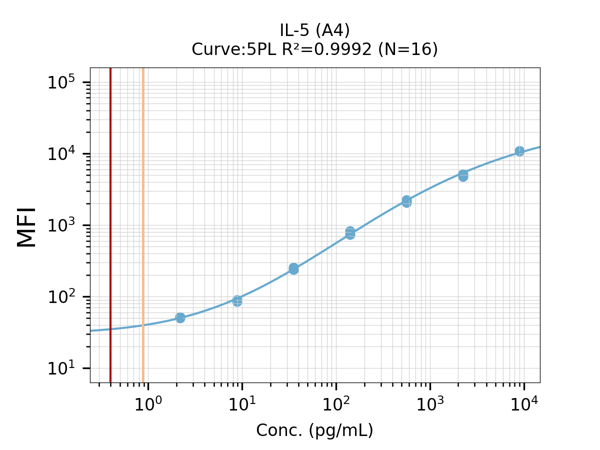 IL-5 (A4)
Curve:5PL R²=0.9992 (N=16)
MFI
10⁵
10⁴
10³
10²
10¹
10⁰ 10¹ 10² 10³ 10⁴
Conc. (pg/mL)